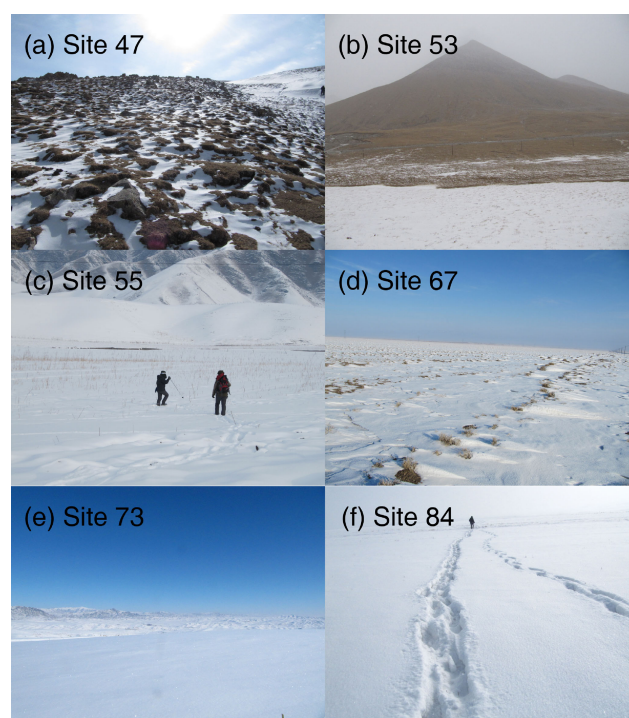 (a) Site 47
(b) Site 53
(c) Site 55
(d) Site 67
(e) Site 73
(f) Site 84